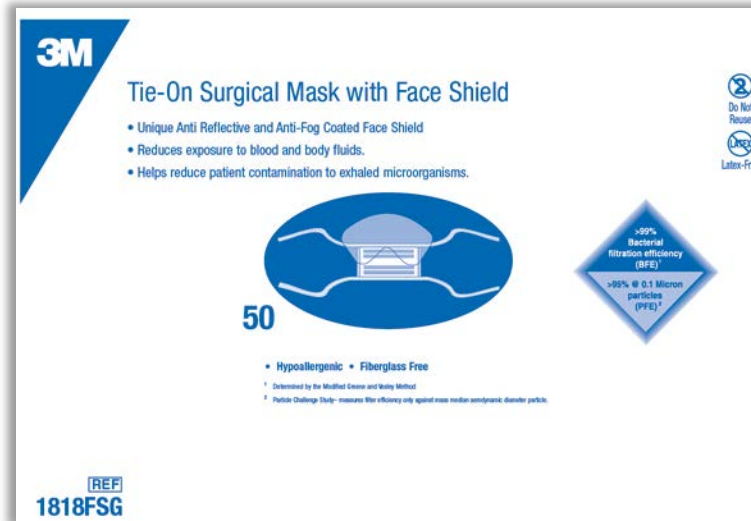 3M
Tie-On Surgical Mask with Face Shield
• Unique Anti Reflective and Anti-Fog Coated Face Shield
• Reduces exposure to blood and body fluids.
• Helps reduce patient contamination to exhaled microorganisms.
2
Do Not
Reuse
LATEX
Latex-Fr
>99%
Bacterial
filtration efficiency
(BFE)¹
>95% @ 0.1 Micron
particles
(PFE)²
50
• Hypoallergenic • Fiberglass Free
¹ Determined by the Modified Greene and Vesley Method
² Particle Challenge Study– measures filter efficiency only against mass median aerodynamic diameter particle.
REF
1818FSG